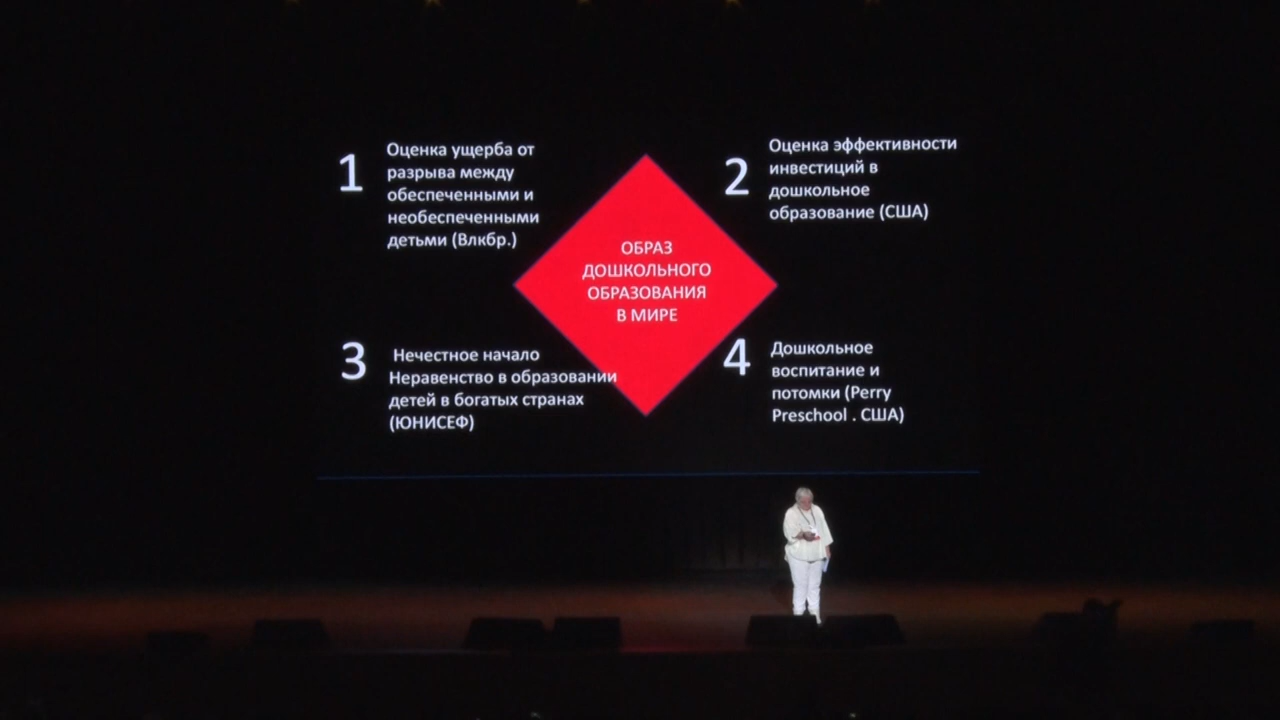 1
Оценка ущерба от
разрыва между
обеспеченными и
необеспеченными
детьми (Влкбр.)
2
Оценка эффективности
инвестиций в
дошкольное
образование (США)
ОБРАЗ
ДОШКОЛЬНОГО
ОБРАЗОВАНИЯ
В МИРЕ
3
Нечестное начало
Неравенство в образовании
детей в богатых странах
(ЮНИСЕФ)
4
Дошкольное
воспитание и
потомки (Perry
Preschool . США)